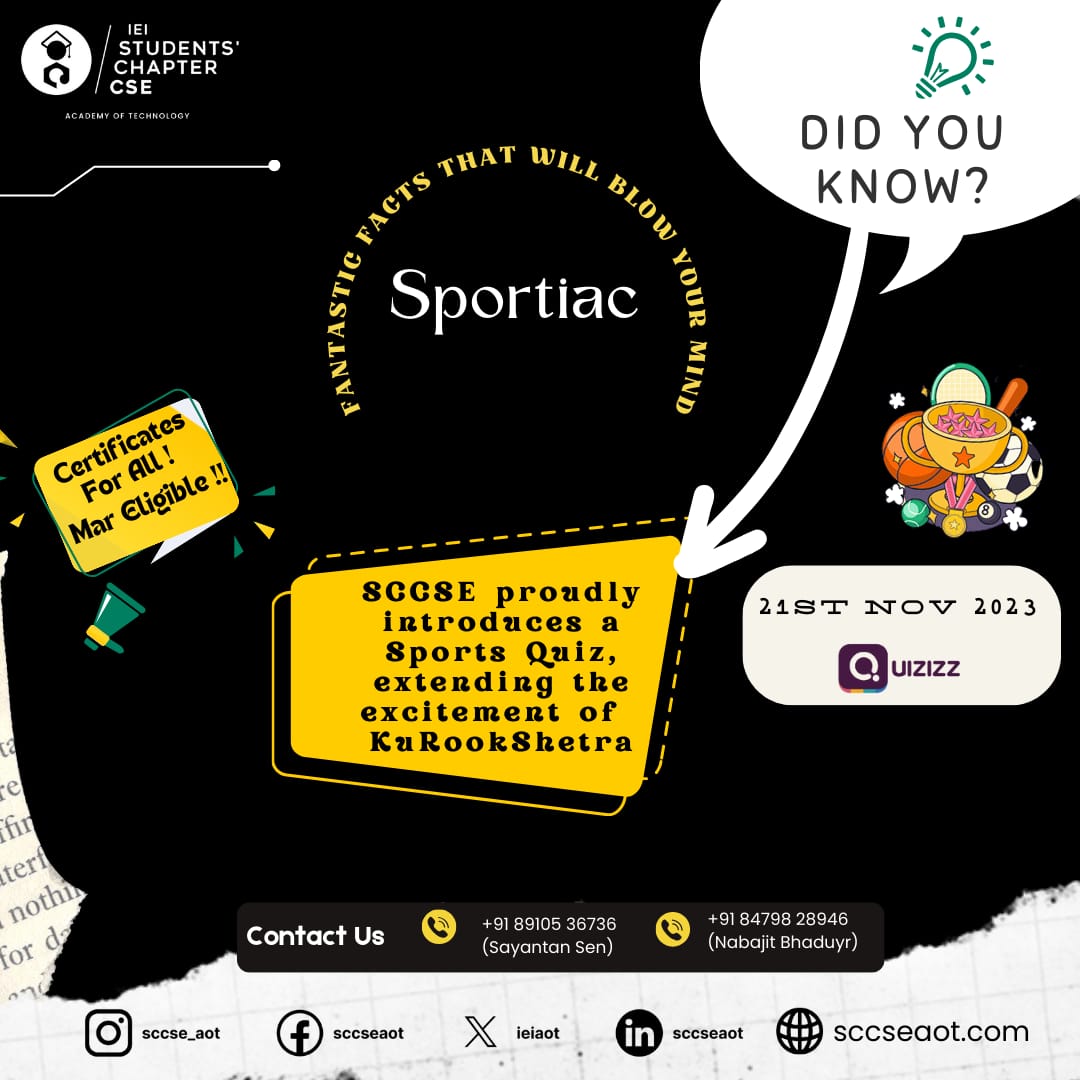 IEI
STUDENTS'
CHAPTER
CSE
ACADEMY OF TECHNOLOGY
DID YOU
KNOW?
FANTASTIC FACTS THAT WILL BLOW YOUR MIND
Sportiac
Certificates
For All !
Mar Eligible !!
SCCSE proudly
introduces a
Sports Quiz,
extending the
excitement of
KuRookShetra
8
21ST NOV 2023
QUIZIZZ
re
nothin
for da
Contact Us
+91 89105 36736
(Sayantan Sen)
+91 84798 28946
(Nabajit Bhaduyr)
sccse_aot
sccseaot
ieiaot
sccseaot
sccseaot.com